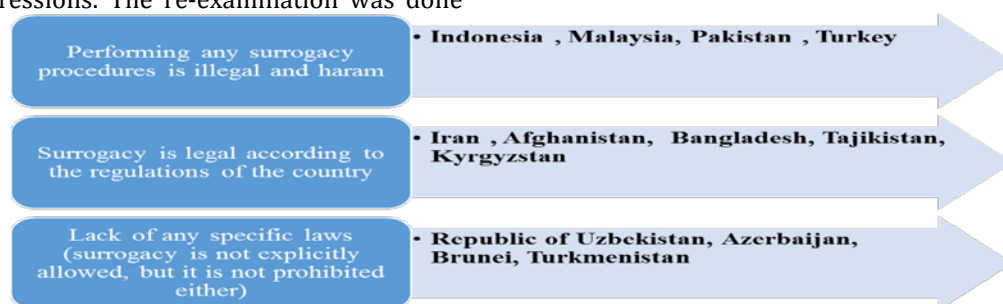 ressions. The re-examination was done
Performing any surrogacy
procedures is illegal and haram
• Indonesia , Malaysia, Pakistan , Turkey
Surrogacy is legal according to
the regulations of the country
• Iran , Afghanistan, Bangladesh, Tajikistan,
Kyrgyzstan
Lack of any specific laws
(surrogacy is not explicitly
allowed, but it is not prohibited
either)
• Republic of Uzbekistan, Azerbaijan,
Brunei, Turkmenistan